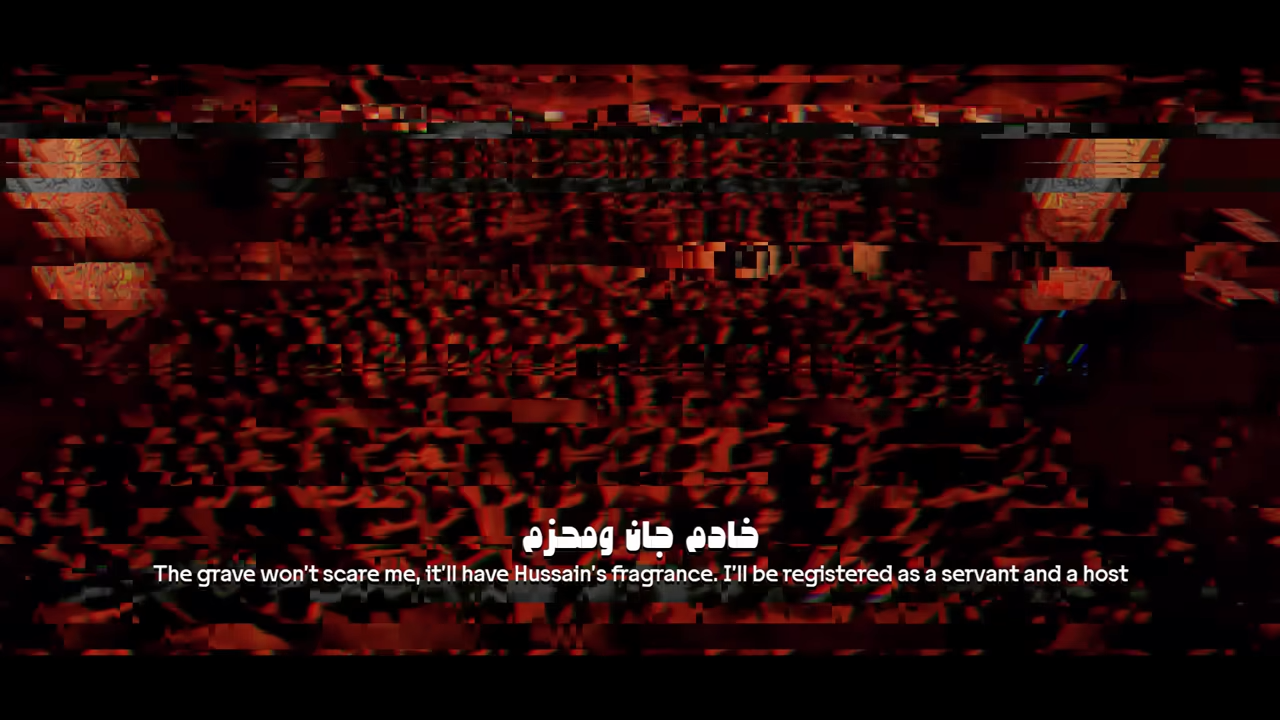 خادم جان ومحزم
The grave won't scare me, it'll have Hussain's fragrance. I'll be registered as a servant and a host